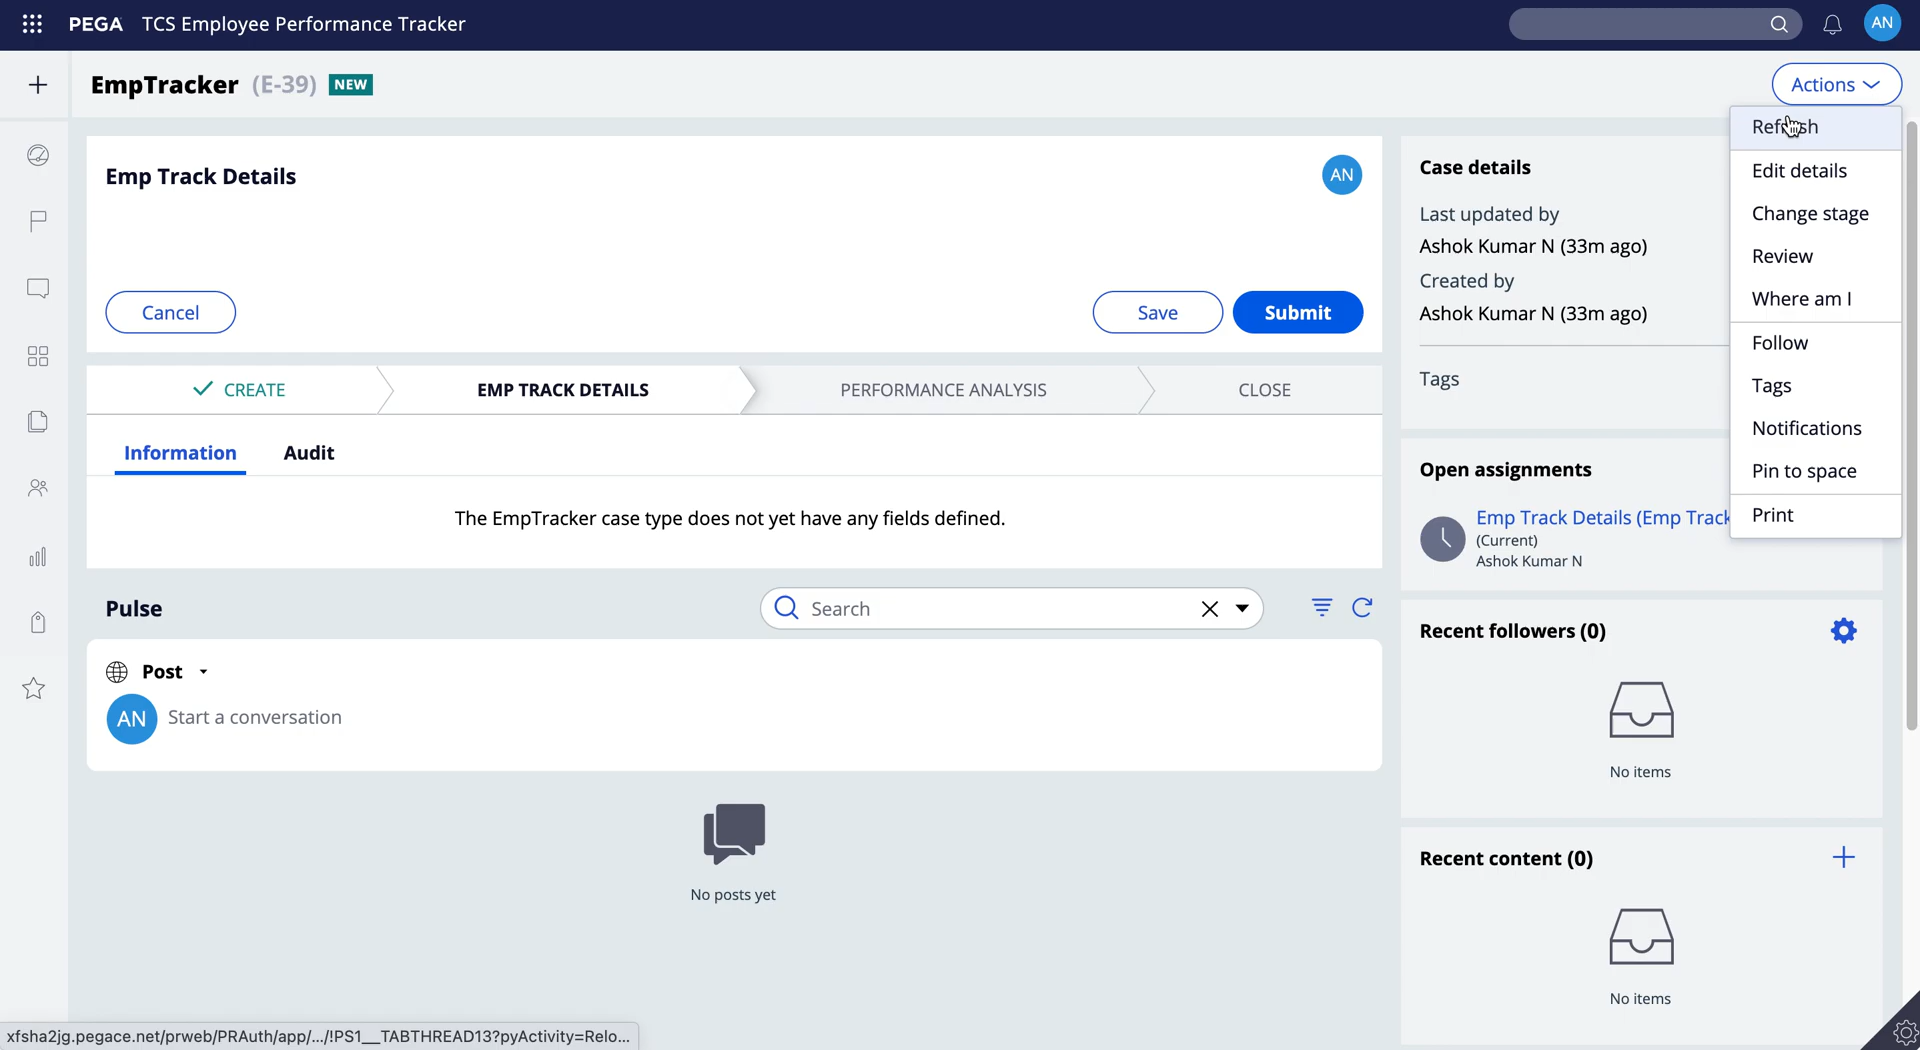 PEGA TCS Employee Performance Tracker
AN
EmpTracker (E-39) NEW
Actions
Refresh
Edit details
Change stage
Review
Where am I
Follow
Tags
Notifications
Pin to space
Print
Emp Track Details
AN
Cancel
Save
Submit
CREATE
EMP TRACK DETAILS
PERFORMANCE ANALYSIS
CLOSE
Information
Audit
The EmpTracker case type does not yet have any fields defined.
Pulse
Search
Post
AN
Start a conversation
No posts yet
Case details
Last updated by
Ashok Kumar N (33m ago)
Created by
Ashok Kumar N (33m ago)
Tags
Open assignments
Emp Track Details (Emp Track
(Current)
Ashok Kumar N
Recent followers (0)
No items
Recent content (0)
No items
xfsha2jg.pegace.net/prweb/PRAuth/app/.../!PS1__TABTHREAD13?pyActivity=Relo...